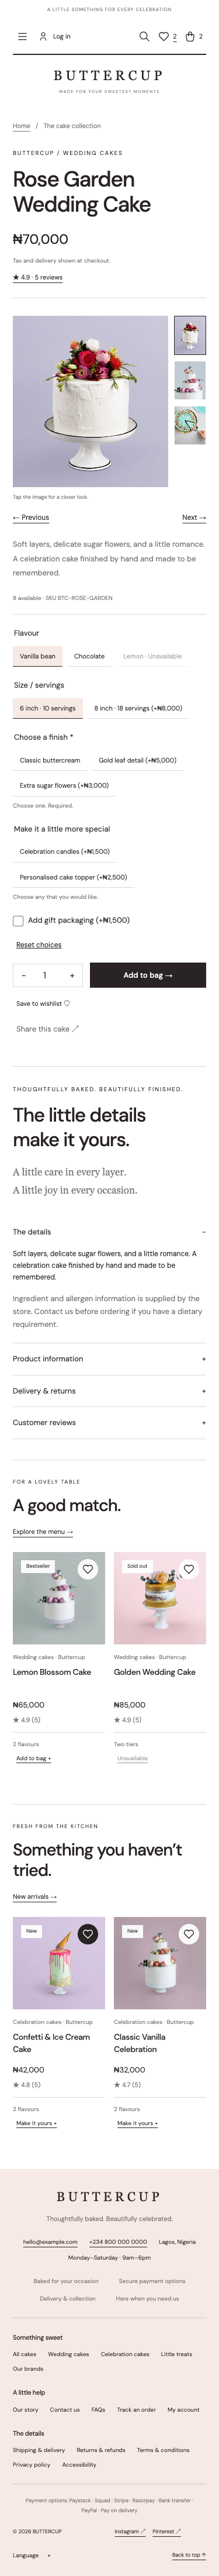 A LITTLE SOMETHING FOR EVERY CELEBRATION
Log in
2
2
BUTTERCUP
MADE FOR YOUR SWEETEST MOMENTS
Home / The cake collection
BUTTERCUP / WEDDING CAKES
Rose Garden
Wedding Cake
₦70,000
Tax and delivery shown at checkout.
★ 4.9 · 5 reviews
Tap the image for a closer look.
← Previous
Next →
Soft layers, delicate sugar flowers, and a little romance.
A celebration cake finished by hand and made to be
remembered.
8 available · SKU BTC-ROSE-GARDEN
Flavour
Vanilla bean
Chocolate
Lemon · Unavailable
Size / servings
6 inch · 10 servings
8 inch · 18 servings (+₦8,000)
Choose a finish *
Classic buttercream
Gold leaf detail (+₦5,000)
Extra sugar flowers (+₦3,000)
Choose one. Required.
Make it a little more special
Celebration candles (+₦1,500)
Personalised cake topper (+₦2,500)
Choose any that you would like.
Add gift packaging (+₦1,500)
Reset choices
− 1 +
Add to bag →
Save to wishlist ♡
Share this cake ↗
THOUGHTFULLY BAKED. BEAUTIFULLY FINISHED.
The little details
make it yours.
A little care in every layer.
A little joy in every occasion.
The details −
Soft layers, delicate sugar flowers, and a little romance. A
celebration cake finished by hand and made to be
remembered.
Ingredient and allergen information is supplied by the
store. Contact us before ordering if you have a dietary
requirement.
Product information +
Delivery & returns +
Customer reviews +
FOR A LOVELY TABLE
A good match.
Explore the menu →
Bestseller
Sold out
Wedding cakes · Buttercup
Wedding cakes · Buttercup
Lemon Blossom Cake
Golden Wedding Cake
₦65,000
₦85,000
★ 4.9 (5)
★ 4.9 (5)
2 flavours
Two tiers
Add to bag +
Unavailable
FRESH FROM THE KITCHEN
Something you haven't
tried.
New arrivals →
New
New
Celebration cakes · Buttercup
Celebration cakes · Buttercup
Confetti & Ice Cream
Cake
Classic Vanilla
Celebration
₦42,000
₦32,000
★ 4.8 (5)
★ 4.7 (5)
2 flavours
2 flavours
Make it yours +
Make it yours +
BUTTERCUP
Thoughtfully baked. Beautifully celebrated.
hello@example.com
+234 800 000 0000
Lagos, Nigeria
Monday–Saturday · 9am–6pm
Baked for your occasion
Secure payment options
Delivery & collection
Here when you need us
Something sweet
All cakes
Wedding cakes
Celebration cakes
Little treats
Our brands
A little help
Our story
Contact us
FAQs
Track an order
My account
The details
Shipping & delivery
Returns & refunds
Terms & conditions
Privacy policy
Accessibility
Payment options: Paystack · Squad · Stripe · Razorpay · Bank transfer ·
PayPal · Pay on delivery
© 2026 BUTTERCUP
Instagram ↗
Pinterest ↗
Language +
Back to top ↑